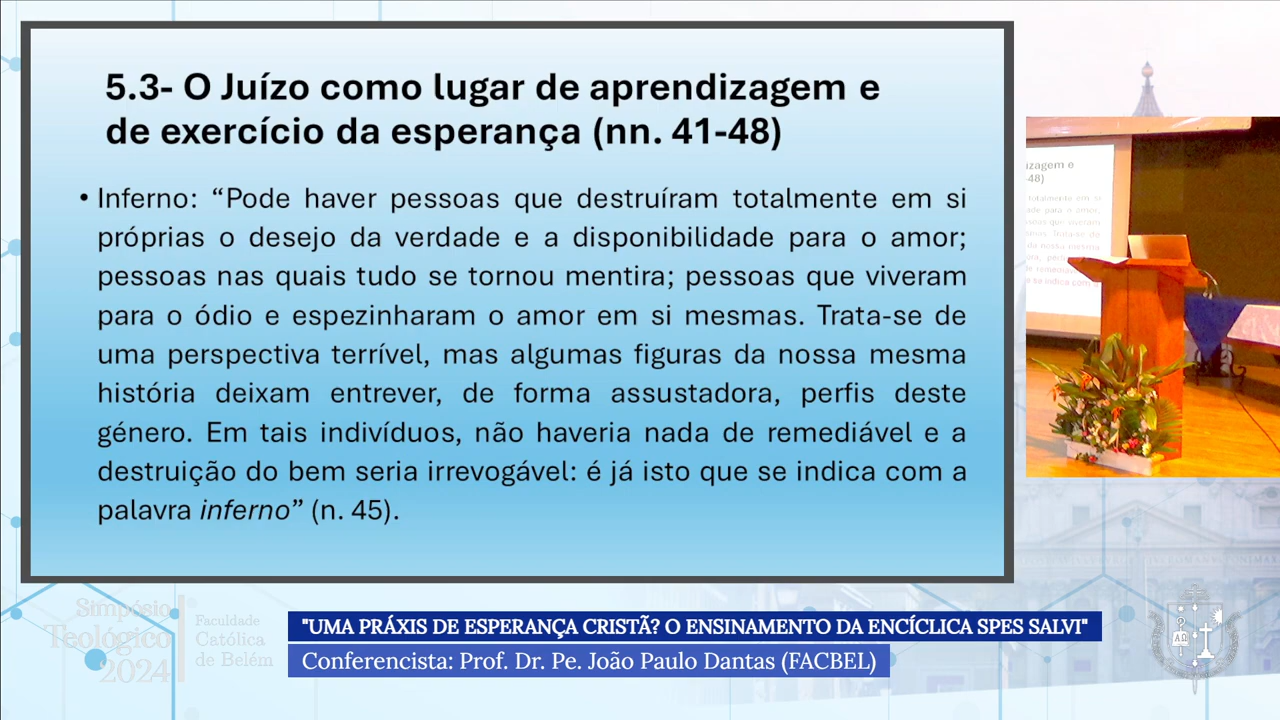 5.3- O Juízo como lugar de aprendizagem e
de exercício da esperança (nn. 41-48)
• Inferno: “Pode haver pessoas que destruíram totalmente em si
próprias o desejo da verdade e a disponibilidade para o amor;
pessoas nas quais tudo se tornou mentira; pessoas que viveram
para o ódio e espezinharam o amor em si mesmas. Trata-se de
uma perspectiva terrível, mas algumas figuras da nossa mesma
história deixam entrever, de forma assustadora, perfis deste
género. Em tais indivíduos, não haveria nada de remediável e a
destruição do bem seria irrevogável: é já isto que se indica com a
palavra inferno” (n. 45).
Simpósio
Teológico
2024
Faculdade
Católica
de Belém
"UMA PRÁXIS DE ESPERANÇA CRISTÃ? O ENSINAMENTO DA ENCÍCLICA SPES SALVI"
Conferencista: Prof. Dr. Pe. João Paulo Dantas (FACBEL)